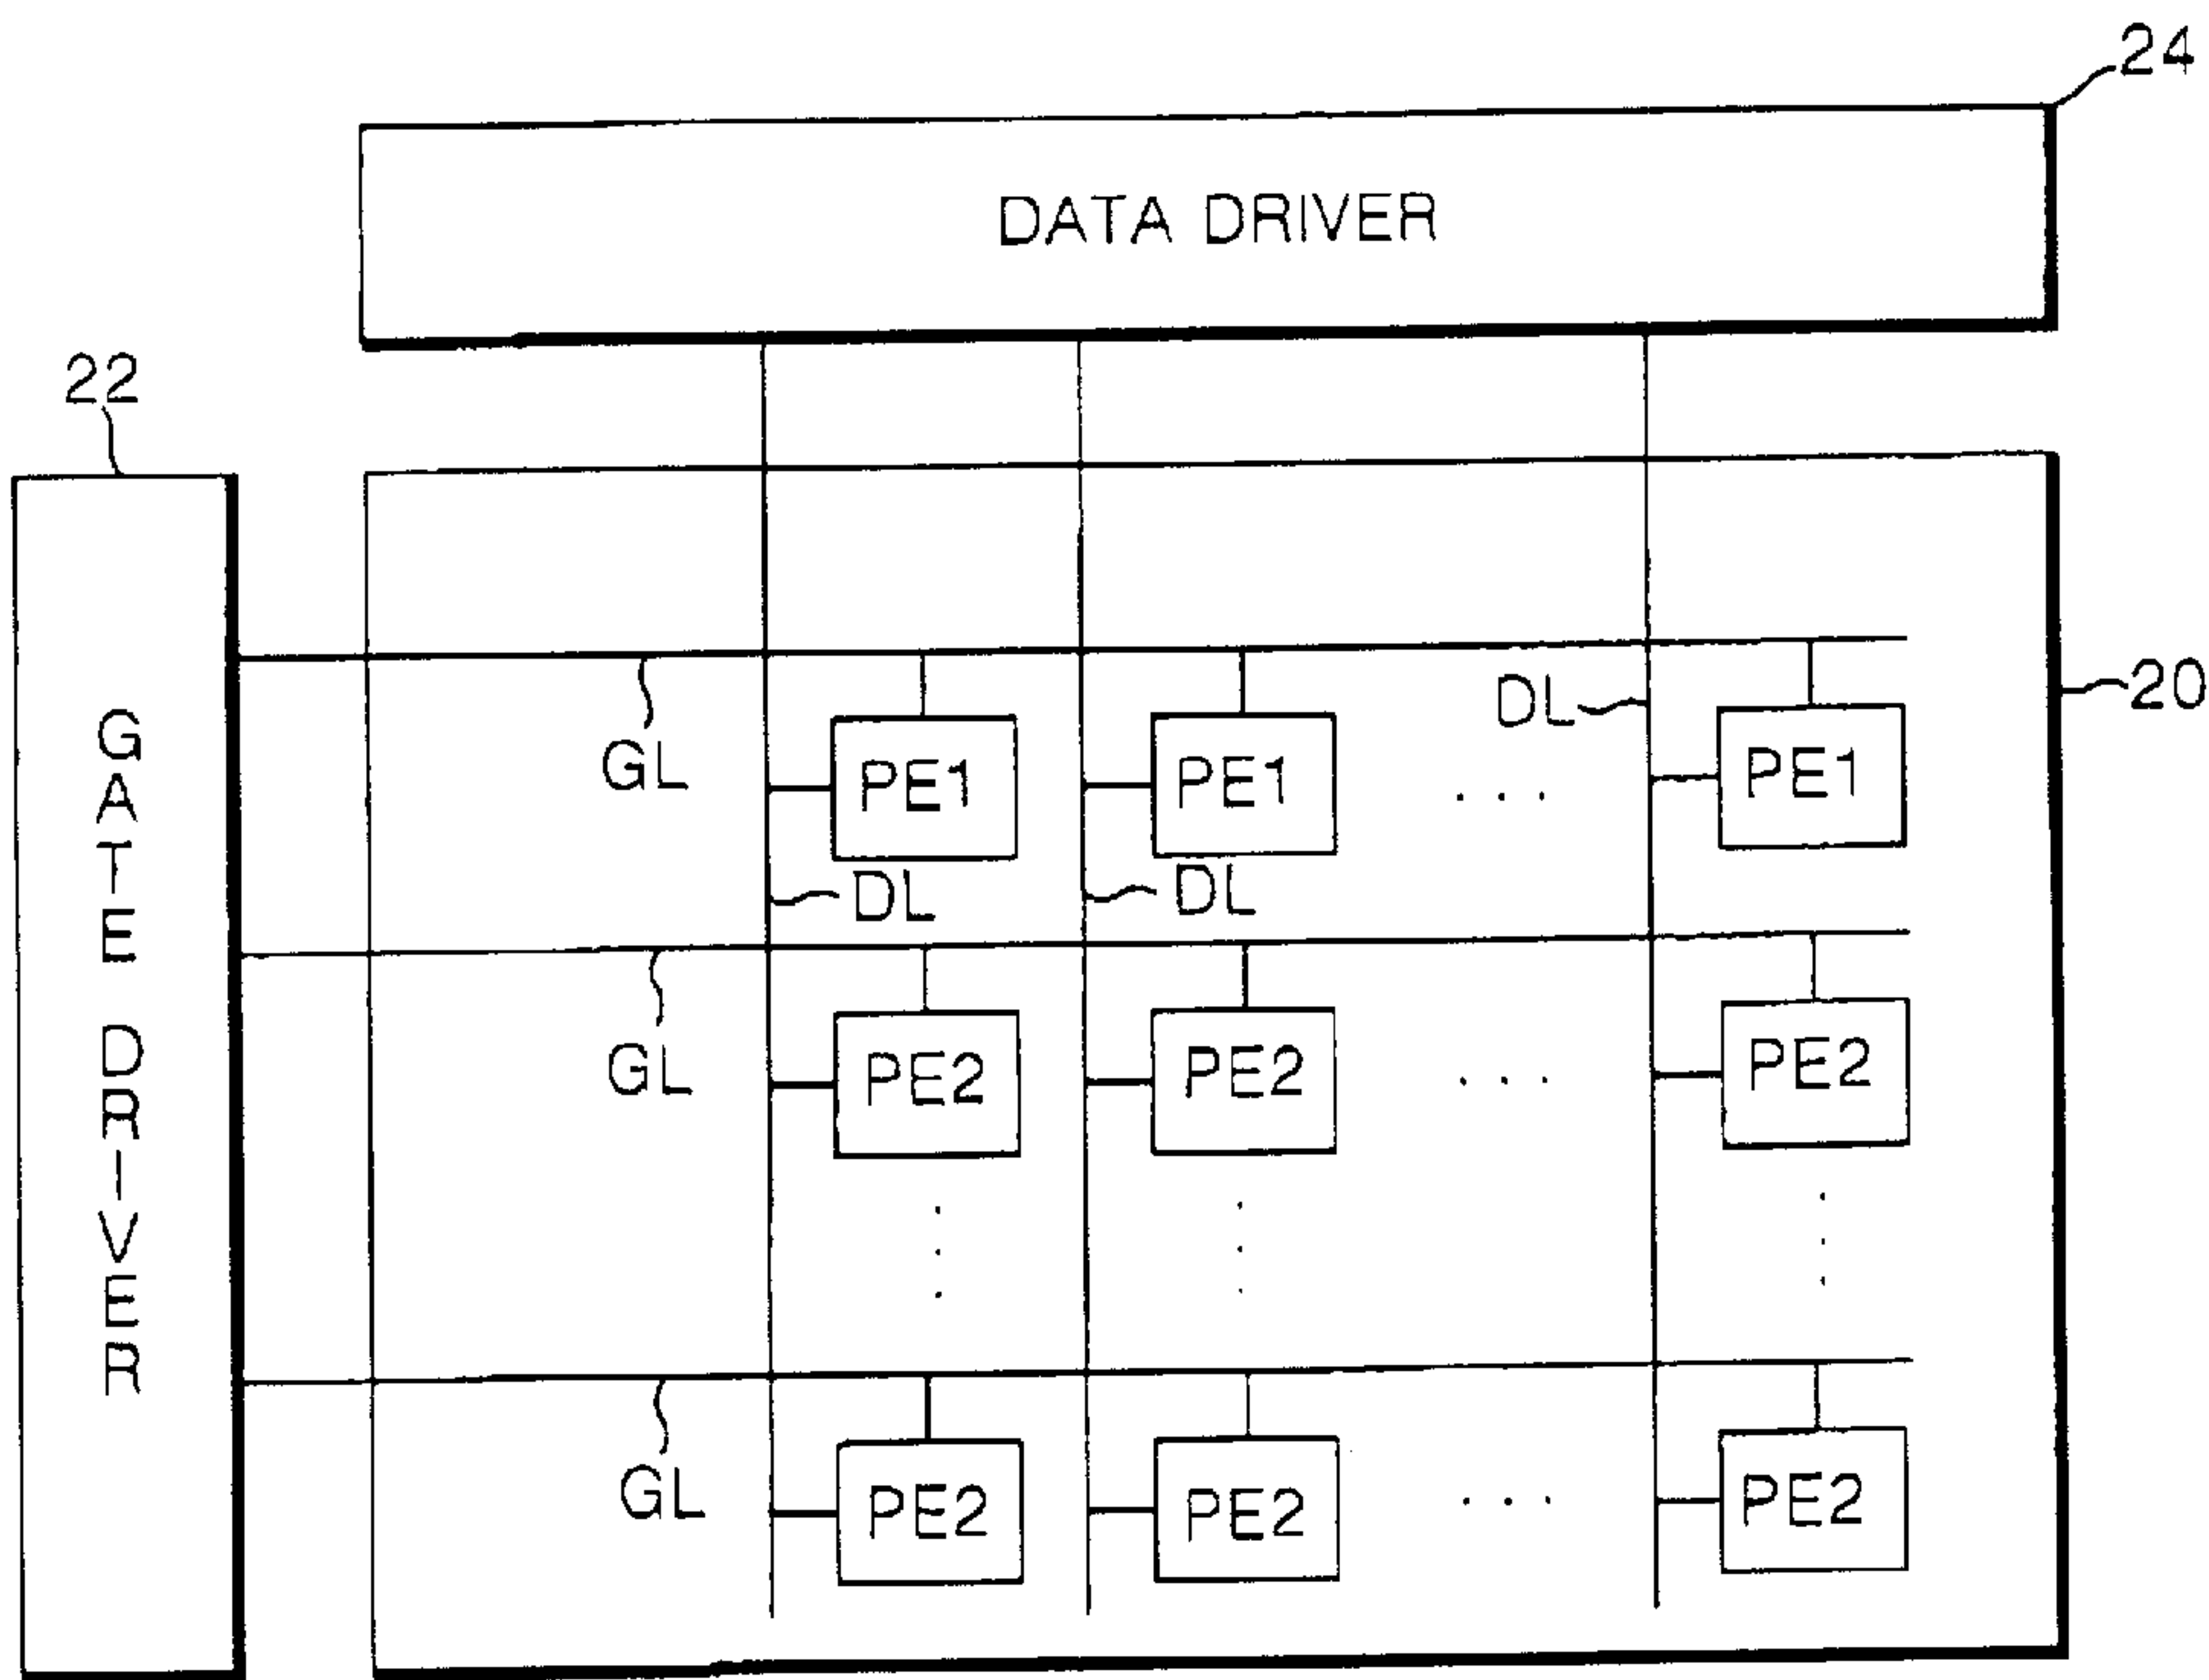 24
DATA DRIVER
22
GATE DRIVER
20
GL
PE1 PE1 ... DL PE1
DL DL
GL
PE2 PE2 ... PE2
GL
PE2 PE2 ... PE2